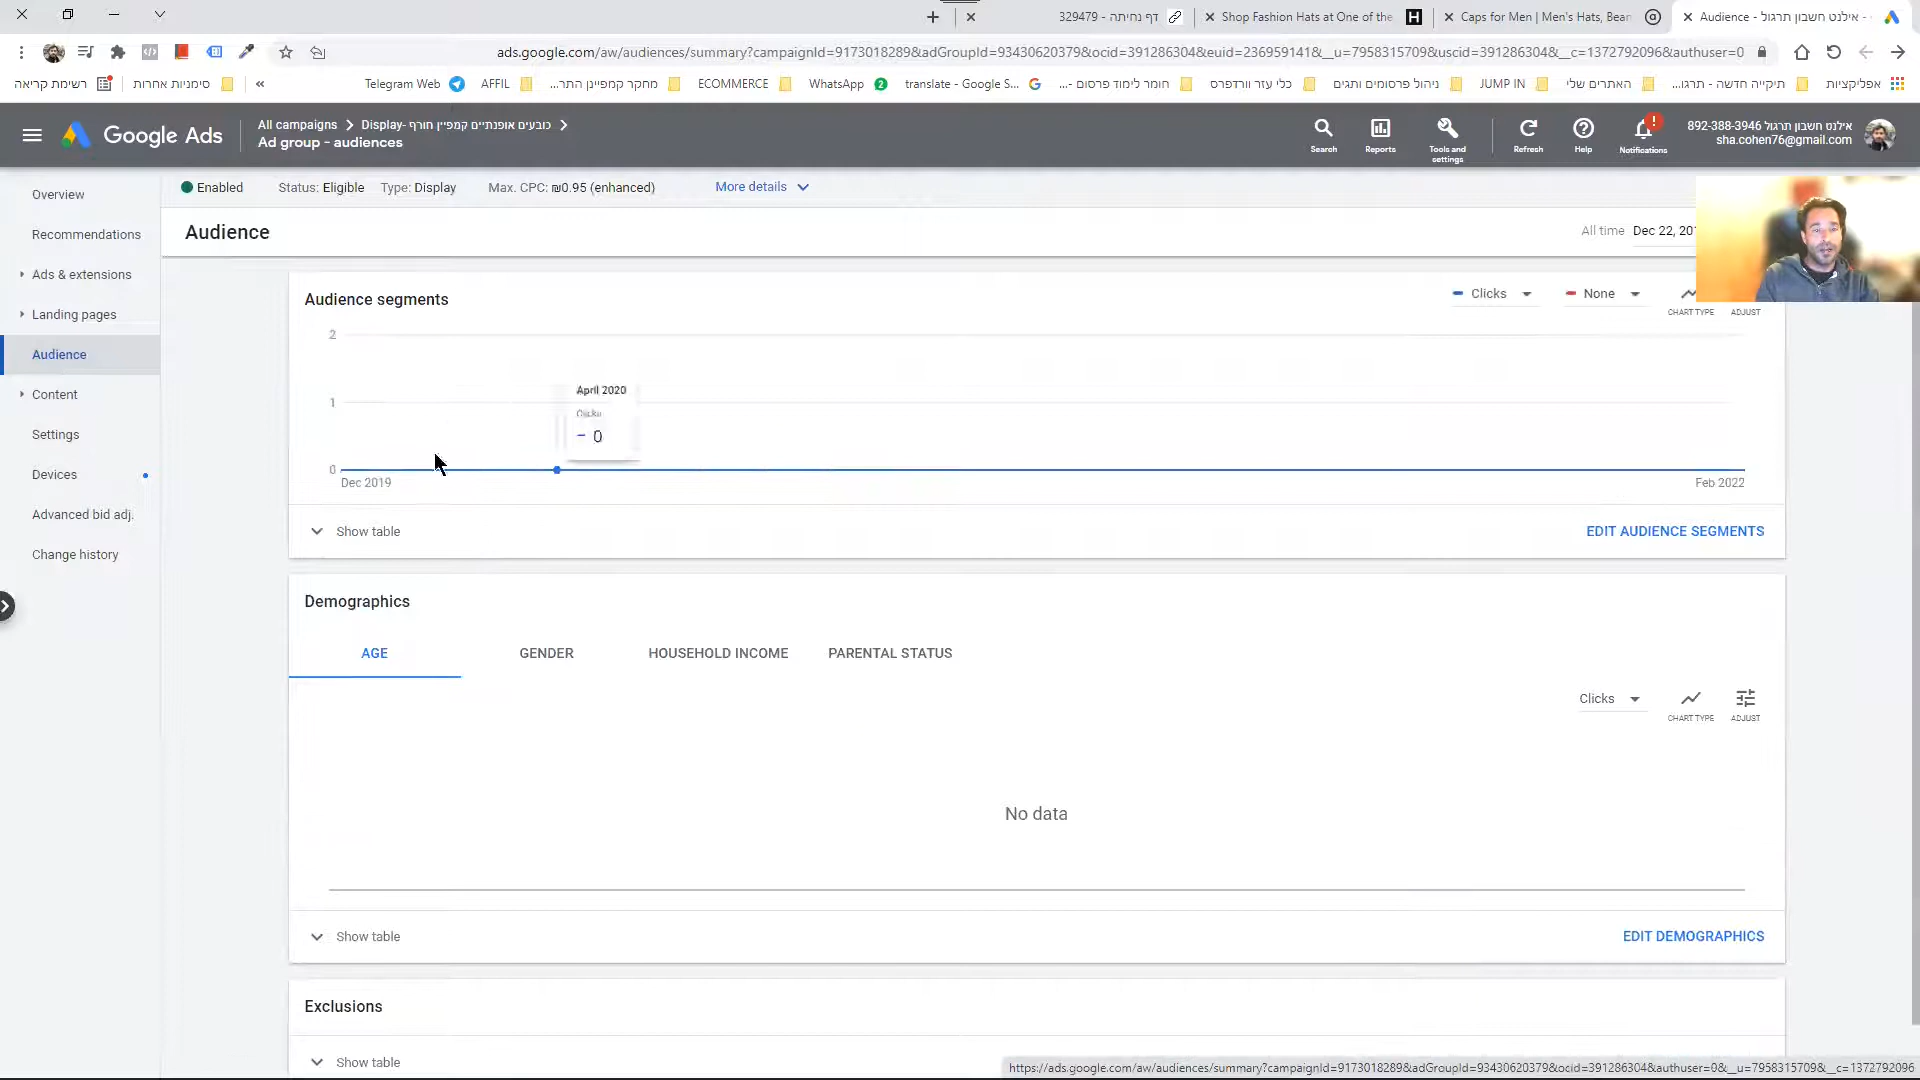 דף נחיתה - 329479
Shop Fashion Hats at One of the
Caps for Men | Men's Hats, Bean
Audience - אילנט חשבון תרגול -
ads.google.com/aw/audiences/summary?campaignId=9173018289&adGroupId=93430620379&ocid=391286304&euid=236959141&__u=7958315709&uscid=391286304&__c=1372792096&authuser=0
רשימת קריאה
סימניות אחרות
«
Telegram Web
AFFIL
מחקר קמפיינן התר...
ECOMMERCE
WhatsApp
2
translate - Google S...
חומר לימוד פרסום -...
כלי עזר וורדפרס
ניהול פרסומים ותגים
JUMP IN
האתרים שלי
תיקייה חדשה - תרגו...
אפליקציות
Google Ads
All campaigns
Display- כובעים אופנתיים קמפיין חורף
Ad group - audiences
Search
Reports
Tools and
settings
Refresh
Help
!
Notifications
892-388-3946 אילנט חשבון תרגול
sha.cohen76@gmail.com
Overview
Recommendations
Ads & extensions
Landing pages
Audience
Content
Settings
Devices
Advanced bid adj.
Change history
Enabled
Status: Eligible
Type: Display
Max. CPC: ₪0.95 (enhanced)
More details
Audience
All time
Dec 22, 201
Audience segments
Clicks
None
CHART TYPE
ADJUST
2
1
0
April 2020
Clicks
0
Dec 2019
Feb 2022
Show table
EDIT AUDIENCE SEGMENTS
Demographics
AGE
GENDER
HOUSEHOLD INCOME
PARENTAL STATUS
Clicks
CHART TYPE
ADJUST
No data
Show table
EDIT DEMOGRAPHICS
Exclusions
Show table
https://ads.google.com/aw/audiences/summary?campaignId=9173018289&adGroupId=93430620379&ocid=391286304&authuser=0&__u=7958315709&__c=1372792096